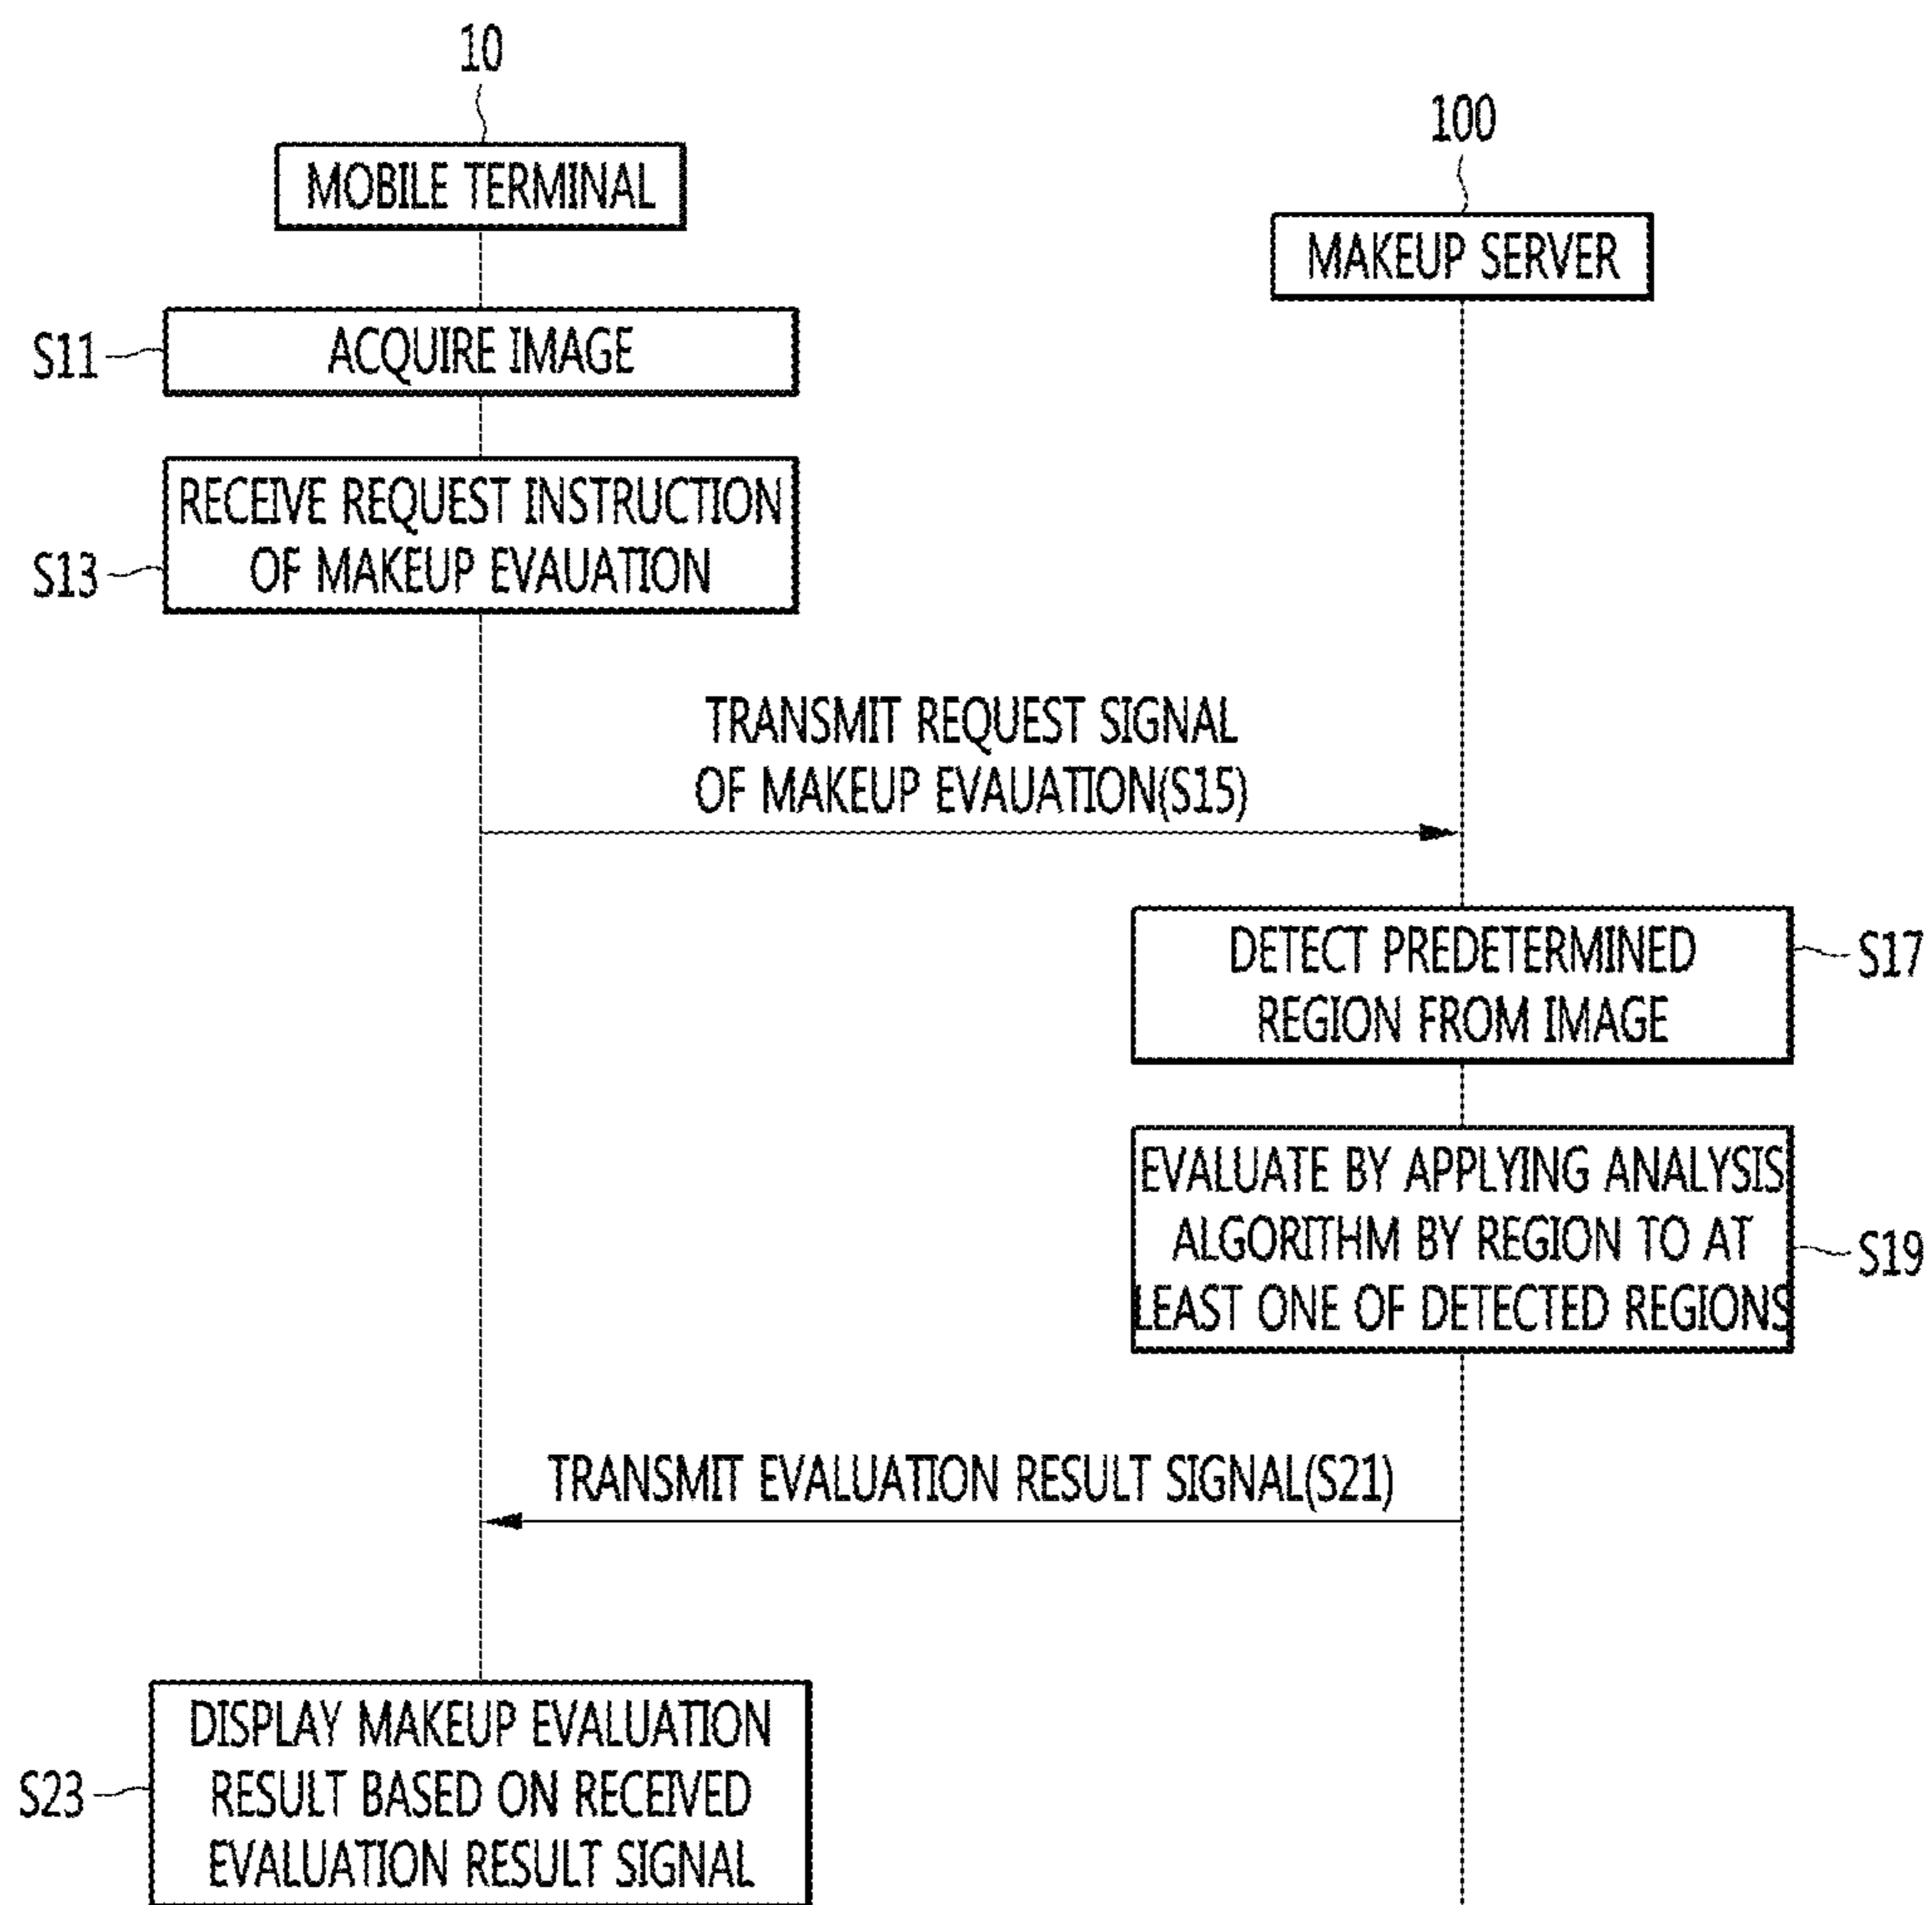 10
MOBILE TERMINAL
100
MAKEUP SERVER
S11
ACQUIRE IMAGE
S13
RECEIVE REQUEST INSTRUCTION
OF MAKEUP EVAUATION
TRANSMIT REQUEST SIGNAL
OF MAKEUP EVAUATION(S15)
DETECT PREDETERMINED
REGION FROM IMAGE
S17
EVALUATE BY APPLYING ANALYSIS
ALGORITHM BY REGION TO AT
LEAST ONE OF DETECTED REGIONS
S19
TRANSMIT EVALUATION RESULT SIGNAL(S21)
S23
DISPLAY MAKEUP EVALUATION
RESULT BASED ON RECEIVED
EVALUATION RESULT SIGNAL